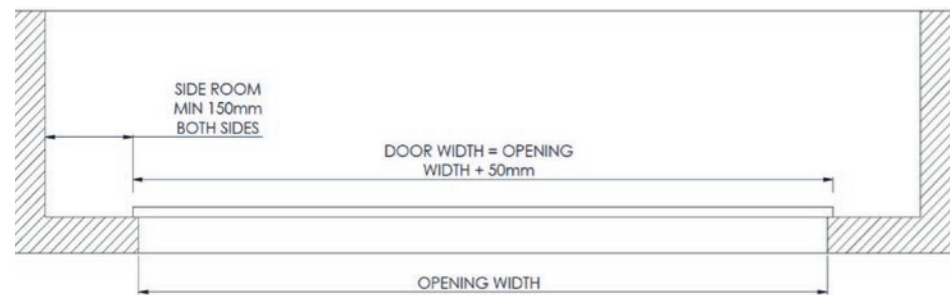 SIDE ROOM
MIN 150mm
BOTH SIDES
DOOR WIDTH = OPENING
WIDTH + 50mm
OPENING WIDTH